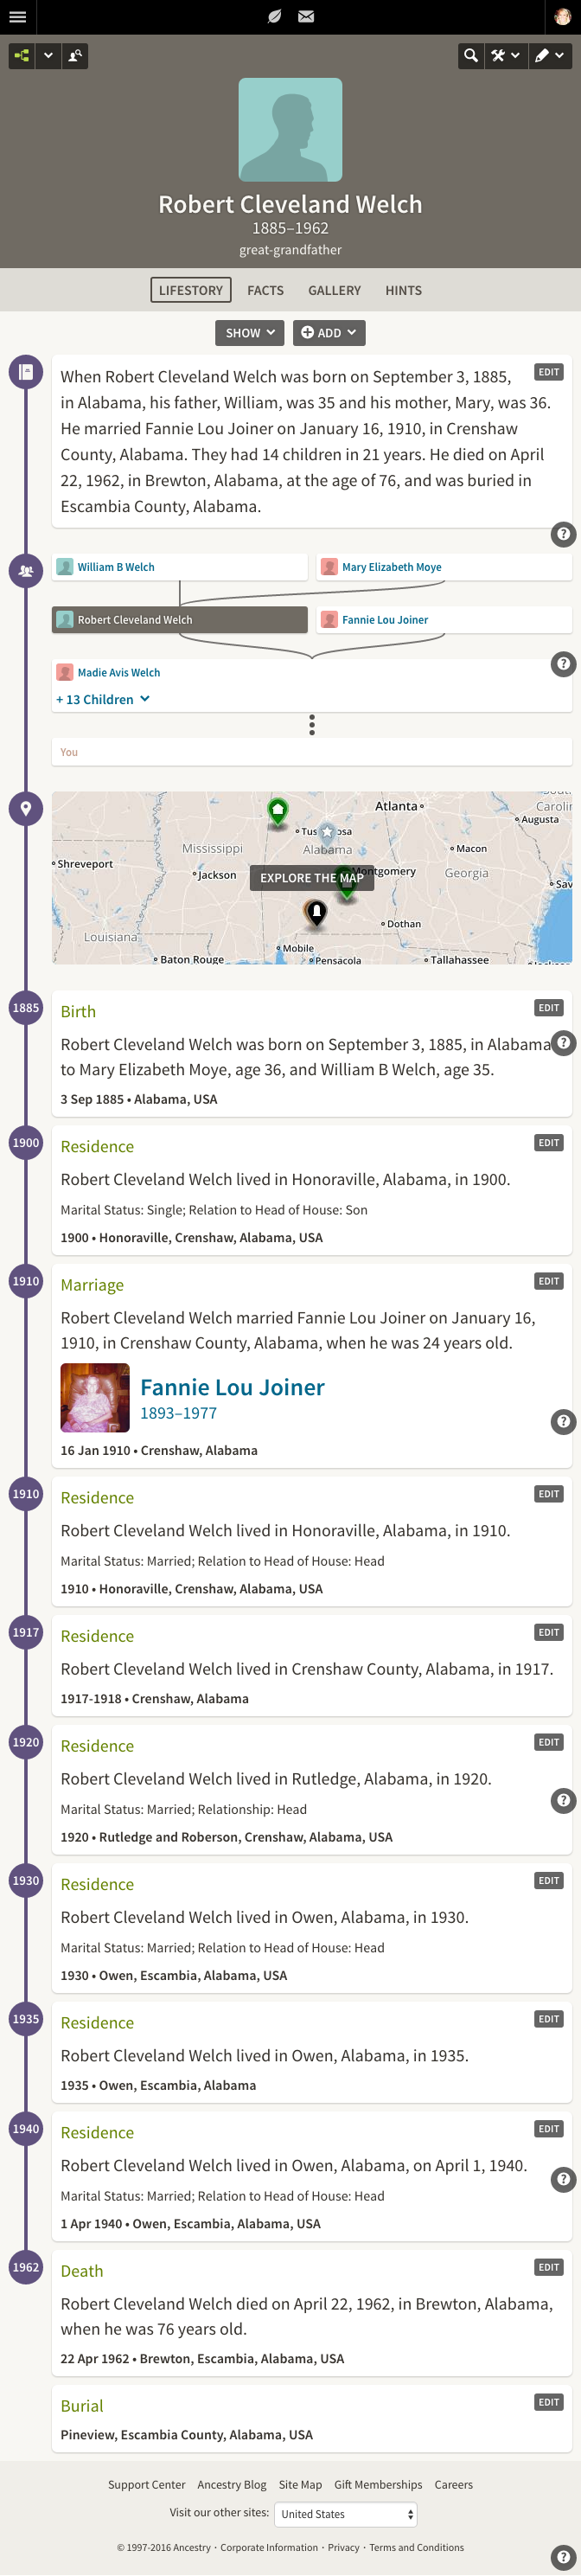 Robert Cleveland Welch
1885–1962
great-grandfather
LIFESTORY FACTS GALLERY HINTS
SHOW ADD
EDIT
When Robert Cleveland Welch was born on September 3, 1885,
in Alabama, his father, William, was 35 and his mother, Mary, was 36.
He married Fannie Lou Joiner on January 16, 1910, in Crenshaw
County, Alabama. They had 14 children in 21 years. He died on April
22, 1962, in Brewton, Alabama, at the age of 76, and was buried in
Escambia County, Alabama.
?
William B Welch Mary Elizabeth Moye
Robert Cleveland Welch Fannie Lou Joiner
Madie Avis Welch
?
+ 13 Children
You
Atlanta
Augusta
Mississippi
Alabama
Macon
Shreveport
Jackson
EXPLORE THE MAP
Georgia
Louisiana
Dothan
Mobile
Baton Rouge
Pensacola
Tallahassee
1885
Birth
EDIT
Robert Cleveland Welch was born on September 3, 1885, in Alabama
?
to Mary Elizabeth Moye, age 36, and William B Welch, age 35.
3 Sep 1885 • Alabama, USA
1900
Residence
EDIT
Robert Cleveland Welch lived in Honoraville, Alabama, in 1900.
Marital Status: Single; Relation to Head of House: Son
1900 • Honoraville, Crenshaw, Alabama, USA
1910
Marriage
EDIT
Robert Cleveland Welch married Fannie Lou Joiner on January 16,
1910, in Crenshaw County, Alabama, when he was 24 years old.
Fannie Lou Joiner
1893–1977
?
16 Jan 1910 • Crenshaw, Alabama
1910
Residence
EDIT
Robert Cleveland Welch lived in Honoraville, Alabama, in 1910.
Marital Status: Married; Relation to Head of House: Head
1910 • Honoraville, Crenshaw, Alabama, USA
1917
Residence
EDIT
Robert Cleveland Welch lived in Crenshaw County, Alabama, in 1917.
1917-1918 • Crenshaw, Alabama
1920
Residence
EDIT
Robert Cleveland Welch lived in Rutledge, Alabama, in 1920.
?
Marital Status: Married; Relationship: Head
1920 • Rutledge and Roberson, Crenshaw, Alabama, USA
1930
Residence
EDIT
Robert Cleveland Welch lived in Owen, Alabama, in 1930.
Marital Status: Married; Relation to Head of House: Head
1930 • Owen, Escambia, Alabama, USA
1935
Residence
EDIT
Robert Cleveland Welch lived in Owen, Alabama, in 1935.
1935 • Owen, Escambia, Alabama
1940
Residence
EDIT
Robert Cleveland Welch lived in Owen, Alabama, on April 1, 1940.
?
Marital Status: Married; Relation to Head of House: Head
1 Apr 1940 • Owen, Escambia, Alabama, USA
1962
Death
EDIT
Robert Cleveland Welch died on April 22, 1962, in Brewton, Alabama,
when he was 76 years old.
22 Apr 1962 • Brewton, Escambia, Alabama, USA
Burial
EDIT
Pineview, Escambia County, Alabama, USA
Support Center Ancestry Blog Site Map Gift Memberships Careers
Visit our other sites: United States
© 1997-2016 Ancestry · Corporate Information · Privacy · Terms and Conditions
?